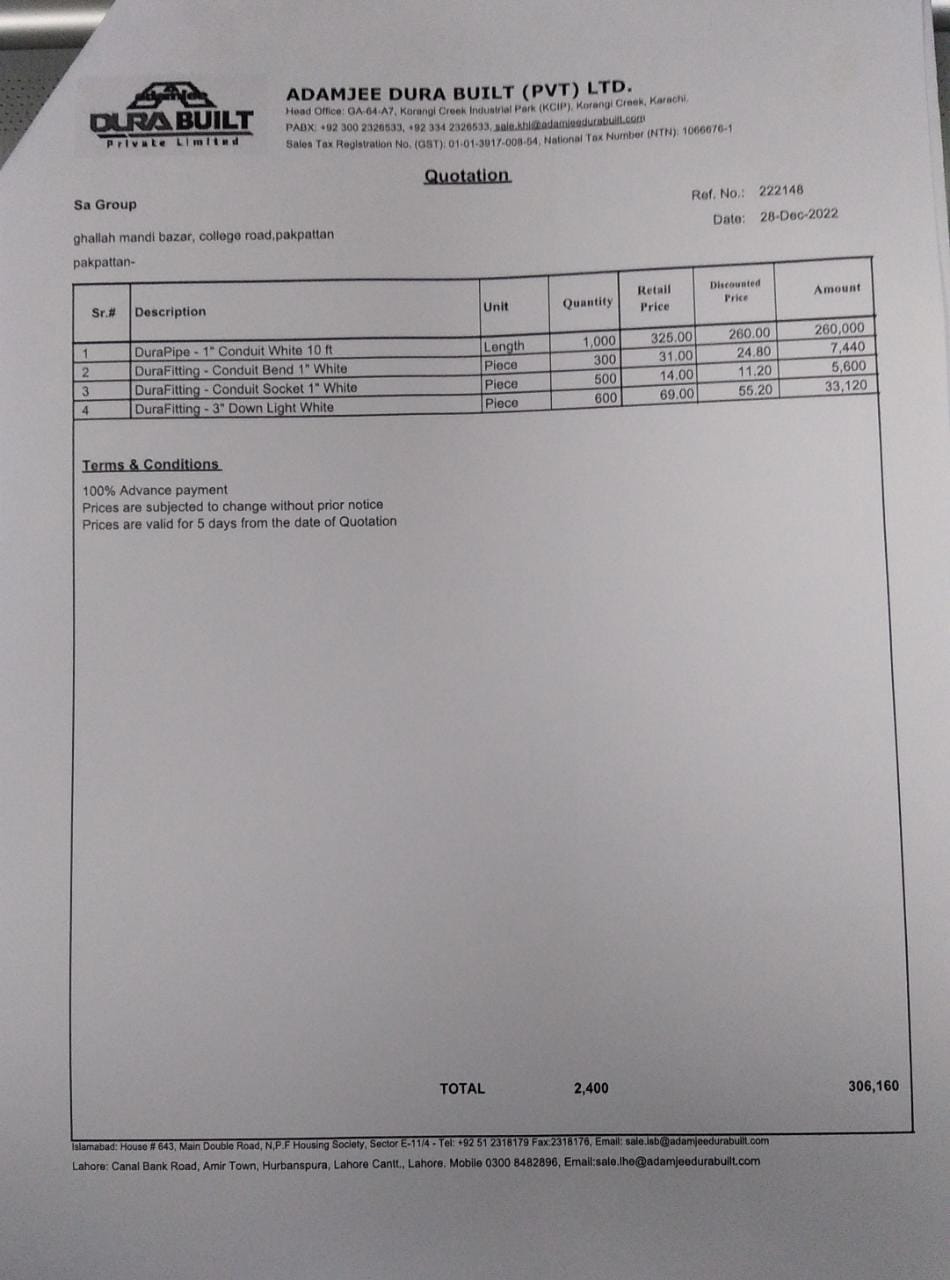 adamjee
DURA BUILT
Private Limited
ADAMJEE DURA BUILT (PVT) LTD.
Head Office: GA-64-A7, Korangi Creek Industrial Park (KCIP), Korangi Creek, Karachi.
PABX: +92 300 2326533, +92 334 2326533, sale.khi@adamjeedurabuilt.com
Sales Tax Registration No. (GST): 01-01-3917-008-54, National Tax Number (NTN): 1066676-1
Quotation
Ref. No.: 222148
Sa Group
Date: 28-Dec-2022
ghallah mandi bazar, college road,pakpattan
pakpattan-
Sr.# Description Unit Quantity Retail Price Discounted Price Amount
1 DuraPipe - 1" Conduit White 10 ft Length 1,000 325.00 260.00 260,000
2 DuraFitting - Conduit Bend 1" White Piece 300 31.00 24.80 7,440
3 DuraFitting - Conduit Socket 1" White Piece 500 14.00 11.20 5,600
4 DuraFitting - 3" Down Light White Piece 600 69.00 55.20 33,120
Terms & Conditions
100% Advance payment
Prices are subjected to change without prior notice
Prices are valid for 5 days from the date of Quotation
TOTAL 2,400 306,160
Islamabad: House # 643, Main Double Road, N,P.F Housing Society, Sector E-11/4 - Tel: +92 51 2318179 Fax:2318176, Email: sale.isb@adamjeedurabuilt.com
Lahore: Canal Bank Road, Amir Town, Hurbanspura, Lahore Cantt., Lahore. Mobile 0300 8482896, Email:sale.lhe@adamjeedurabuilt.com